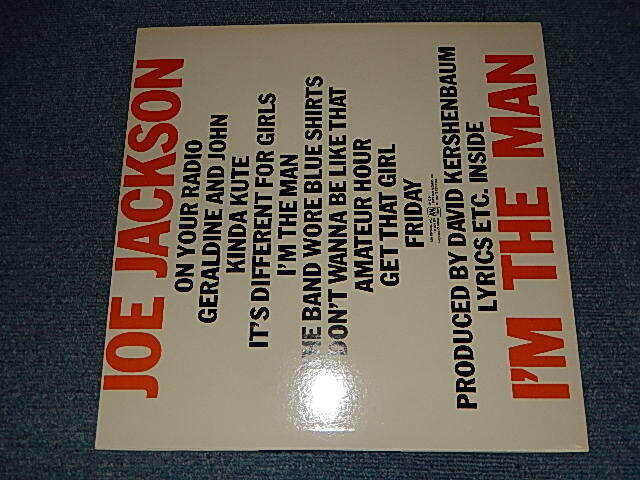 JOE JACKSON
ON YOUR RADIO
GERALDINE AND JOHN
KINDA KUTE
IT'S DIFFERENT FOR GIRLS
I'M THE MAN
THE BAND WORE BLUE SHIRTS
DON'T WANNA BE LIKE THAT
AMATEUR HOUR
GET THAT GIRL
FRIDAY
PRODUCED BY DAVID KERSHENBAUM
LYRICS ETC. INSIDE
I'M THE MAN